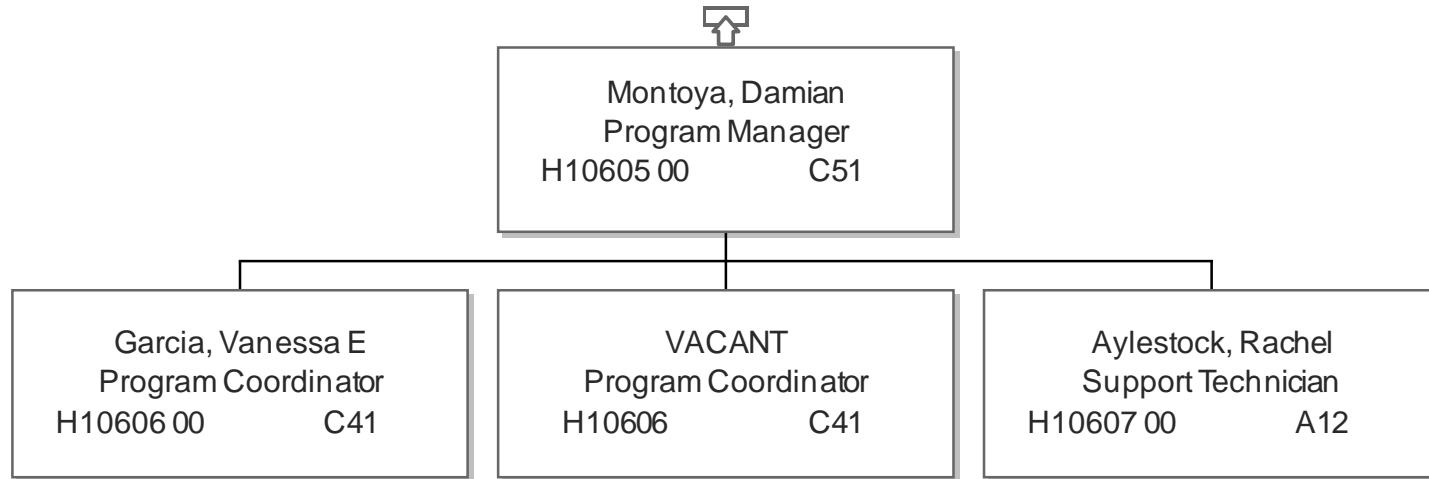 Montoya, Damian
Program Manager
H10605 00 C51
Garcia, Vanessa E
Program Coordinator
H10606 00 C41
VACANT
Program Coordinator
H10606 C41
Aylestock, Rachel
Support Technician
H10607 00 A12